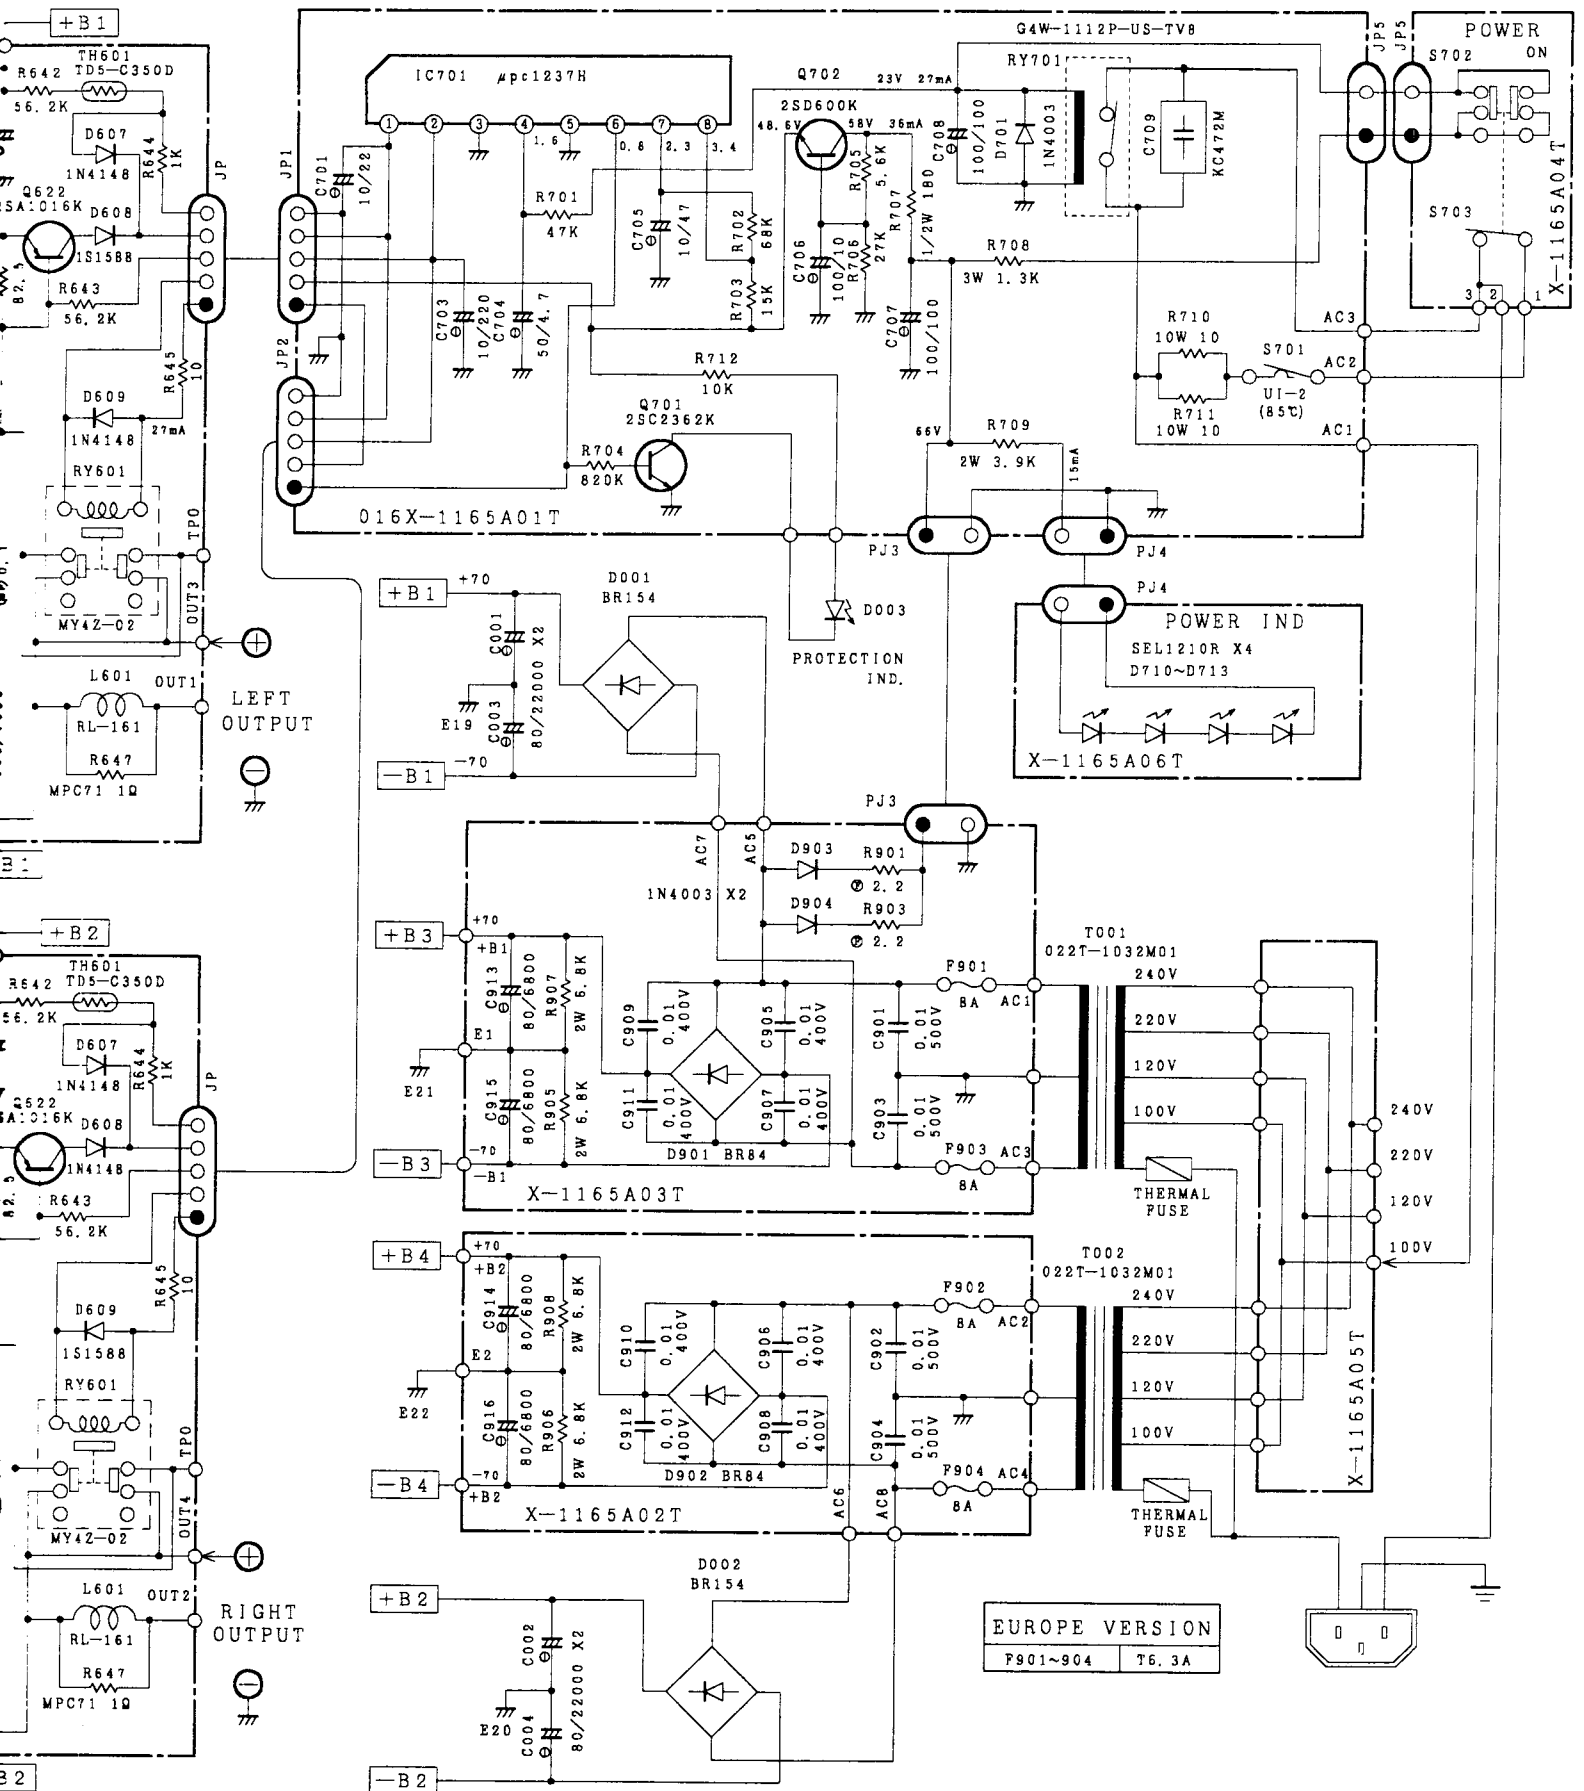 +B1
TH601
TD5-C350D
R642
56.2K
D607
1N4148
R644
1K
JP
Q622
D608
1S1588
82.5
R643
56.2K
R645
10
D609
1N4148
27mA
RY601
MY4Z-02
TP0
OUT3
L601
OUT1
RL-161
R647
MPC71 1Ω
LEFT
OUTPUT
IC701 μpc1237H
1 2 3 4 5 6 7 8
1.6
0.8
2.3
3.4
JP1
JP2
C701
10/22
C703
10/220
C704
50/4.7
R701
47K
C705
10/47
R702
68K
R703
15K
Q702
2SD600K
48.6V
58V 36mA
23V 27mA
R705
5.6K
C706
100/10
R706
27K
R707
1/2W 180
C707
100/100
C708
100/100
D701
1N4003
G4W-1112P-US-TV8
RY701
C709
KC472M
R708
3W 1.3K
R712
10K
Q701
2SC2362K
R704
820K
66V
R709
2W 3.9K
15mA
R710
10W 10
R711
10W 10
S701
UI-2
(85℃)
AC3
AC2
AC1
JP5
JP5
POWER
S702
ON
S703
3 2 1
X-1165A04T
016X-1165A01T
PJ3
PJ4
PJ4
POWER IND
SEL1210R X4
D710~D713
X-1165A06T
D003
PROTECTION
IND.
+B1
+70
D001
BR154
C001
C003
80/22000 X2
E19
-B1
-70
PJ3
AC7
AC5
D903
R901
2.2
1N4003 X2
D904
R903
2.2
+B3
+70
+B1
C913
80/6800
R907
2W 6.8K
E1
E21
C915
80/6800
R905
2W 6.8K
-B3
-70
-B1
C909
0.01
400V
C905
0.01
400V
C911
0.01
400V
C907
0.01
400V
D901 BR84
C901
0.01
500V
C903
0.01
500V
F901
8A
AC1
F903
8A
AC3
X-1165A03T
T001
022T-1032M01
240V
220V
120V
100V
THERMAL
FUSE
240V
220V
120V
100V
X-1165A05T
+B2
TH601
TD5-C350D
R642
56.2K
D607
1N4148
R644
1K
JP
D608
1N4148
82.5
R643
56.2K
R645
10
D609
1S1588
RY601
MY4Z-02
TP0
OUT4
L601
OUT2
RL-161
R647
MPC71 1Ω
RIGHT
OUTPUT
+B4
+70
+B2
C914
80/6800
R908
2W 6.8K
E2
E22
C916
80/6800
R906
2W 6.8K
-B4
-70
+B2
C910
0.01
400V
C906
0.01
400V
C912
0.01
400V
C908
0.01
400V
D902 BR84
C902
0.01
500V
C904
0.01
500V
F902
8A
AC2
F904
8A
AC4
X-1165A02T
AC6
AC8
T002
022T-1032M01
240V
220V
120V
100V
THERMAL
FUSE
D002
BR154
+B2
C002
C004
80/22000 X2
E20
-B2
EUROPE VERSION
F901~904
T6.3A